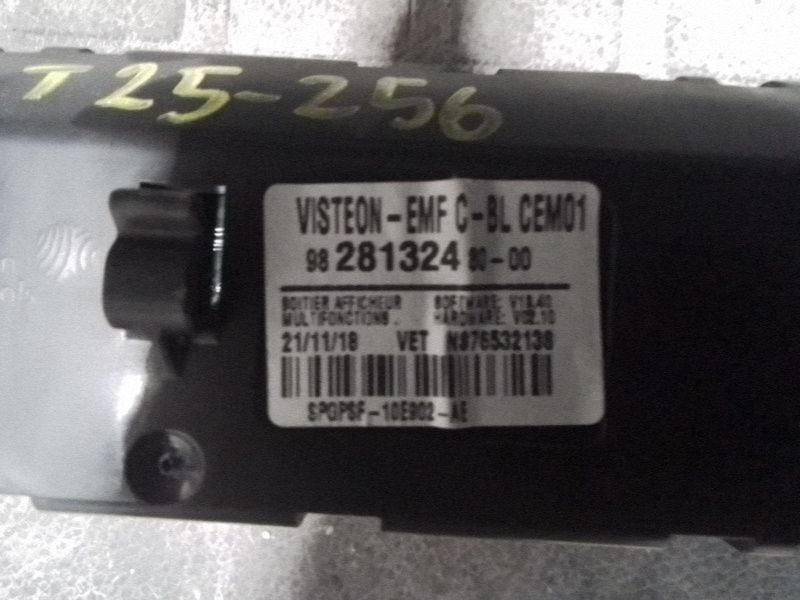 T25-256
VISTEON-EMF C-BL CEM01
98 281324 80-00
BOITIER AFFICHEUR SOFTWARE: V18.40
MULTIFONCTIONS. HARDWARE: V02.10
21/11/18 VET N876532138
SPGPSF-10E902-AE